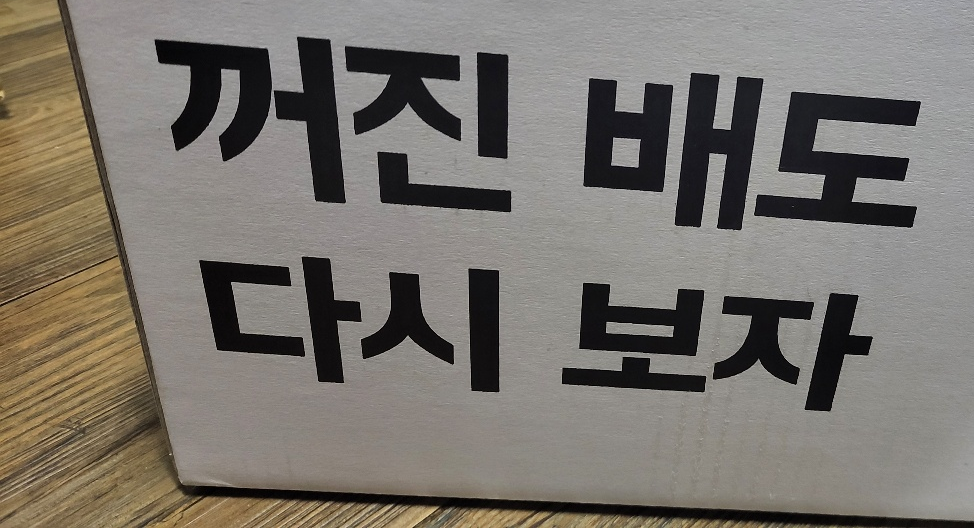 꺼진 배도
다시 보자